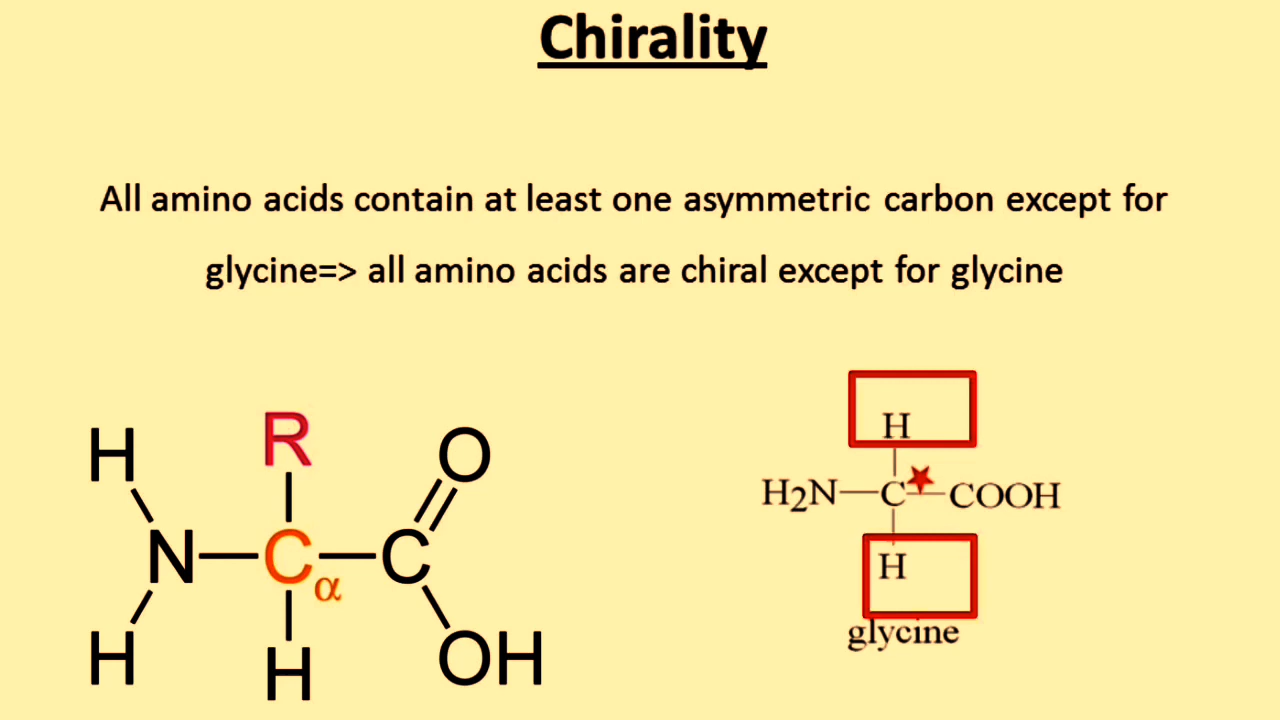 Chirality
All amino acids contain at least one asymmetric carbon except for
glycine=> all amino acids are chiral except for glycine
H R O
N C α C
H H OH
H
H2N C COOH
H
glycine